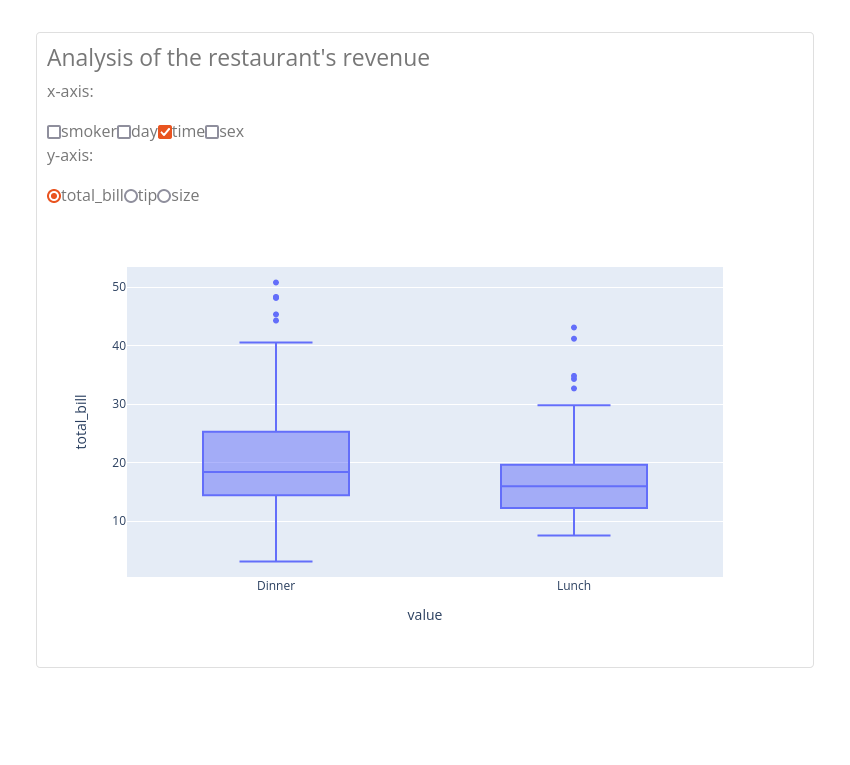 Analysis of the restaurant's revenue
x-axis:
smoker day time sex
y-axis:
total_bill tip size
50
40
30
20
10
total_bill
Dinner Lunch
value